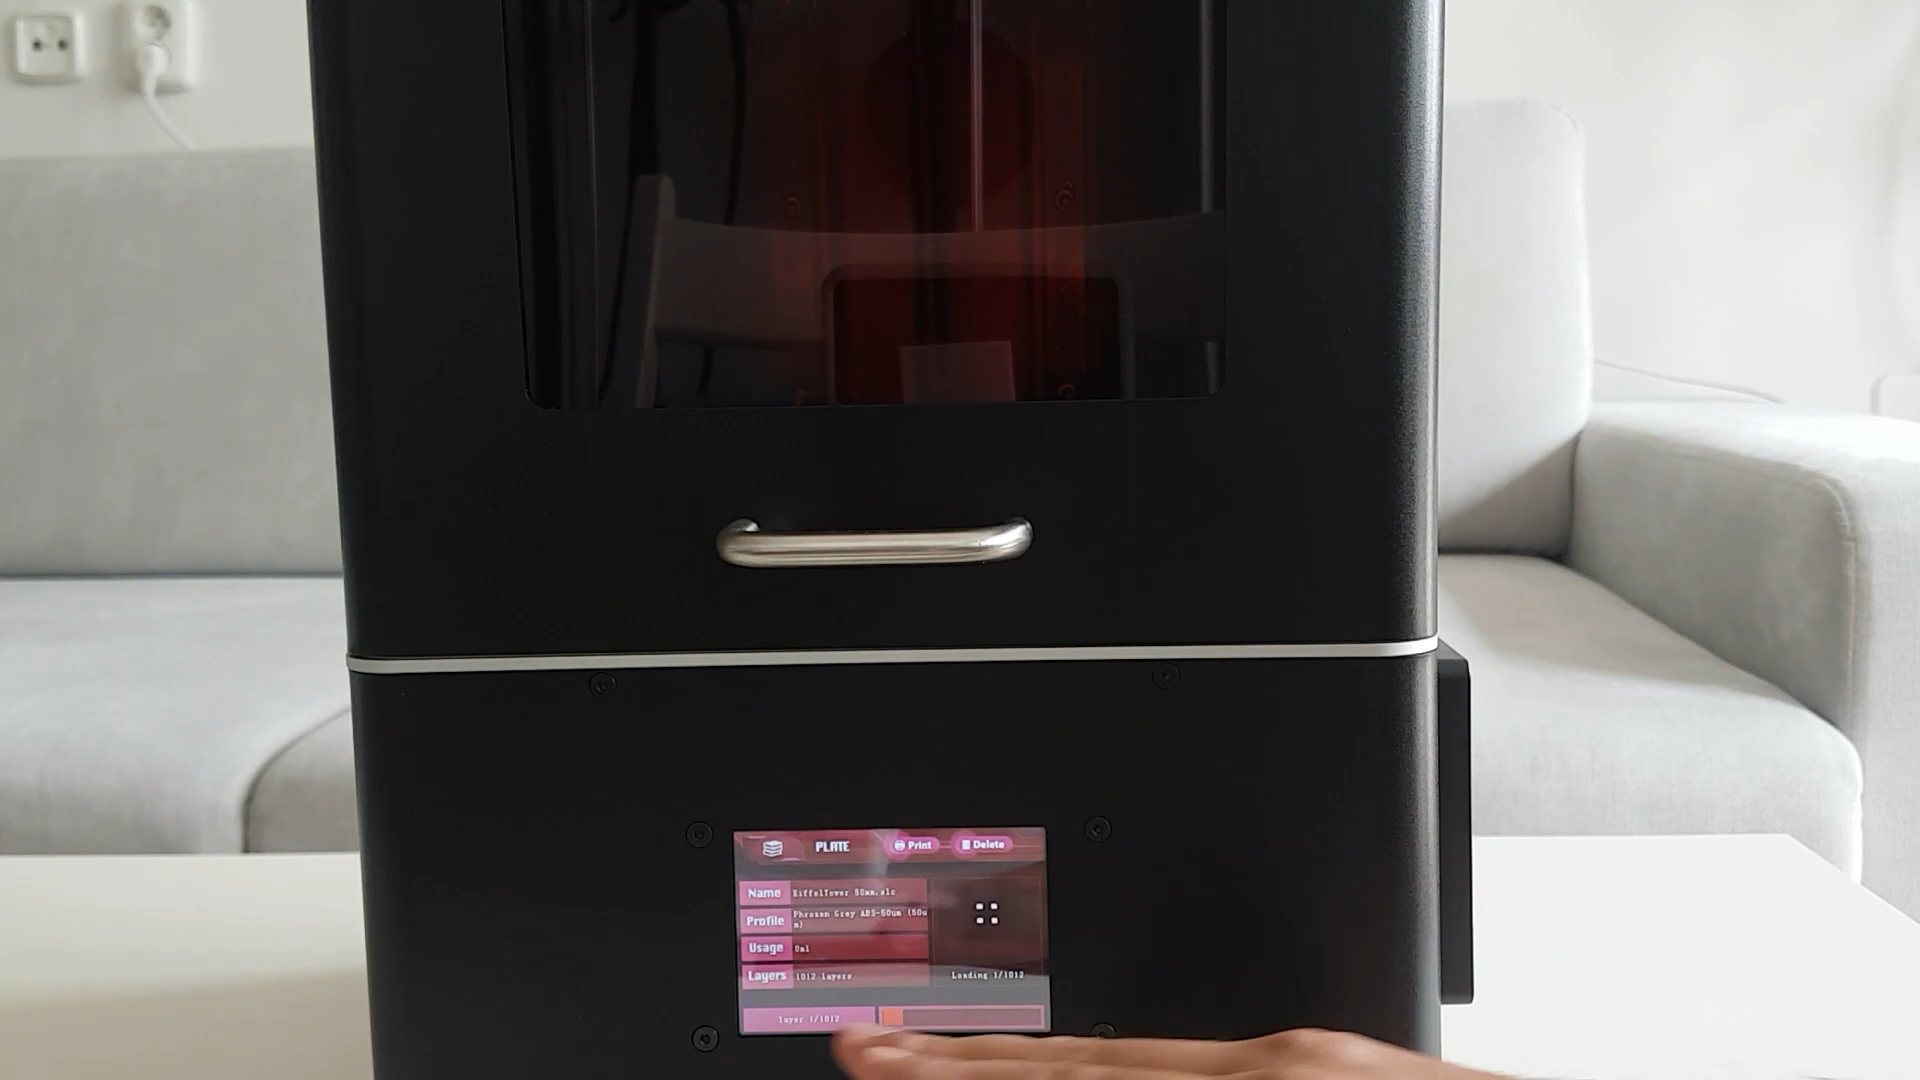 PLATE Print Delete
Name EiffelTower 50mm.slc
Profile Phrozen Grey ABS-50um (50u
m)
Usage 0ml
Layers 1012 layers
Loading 1/1012
layer 1/1012